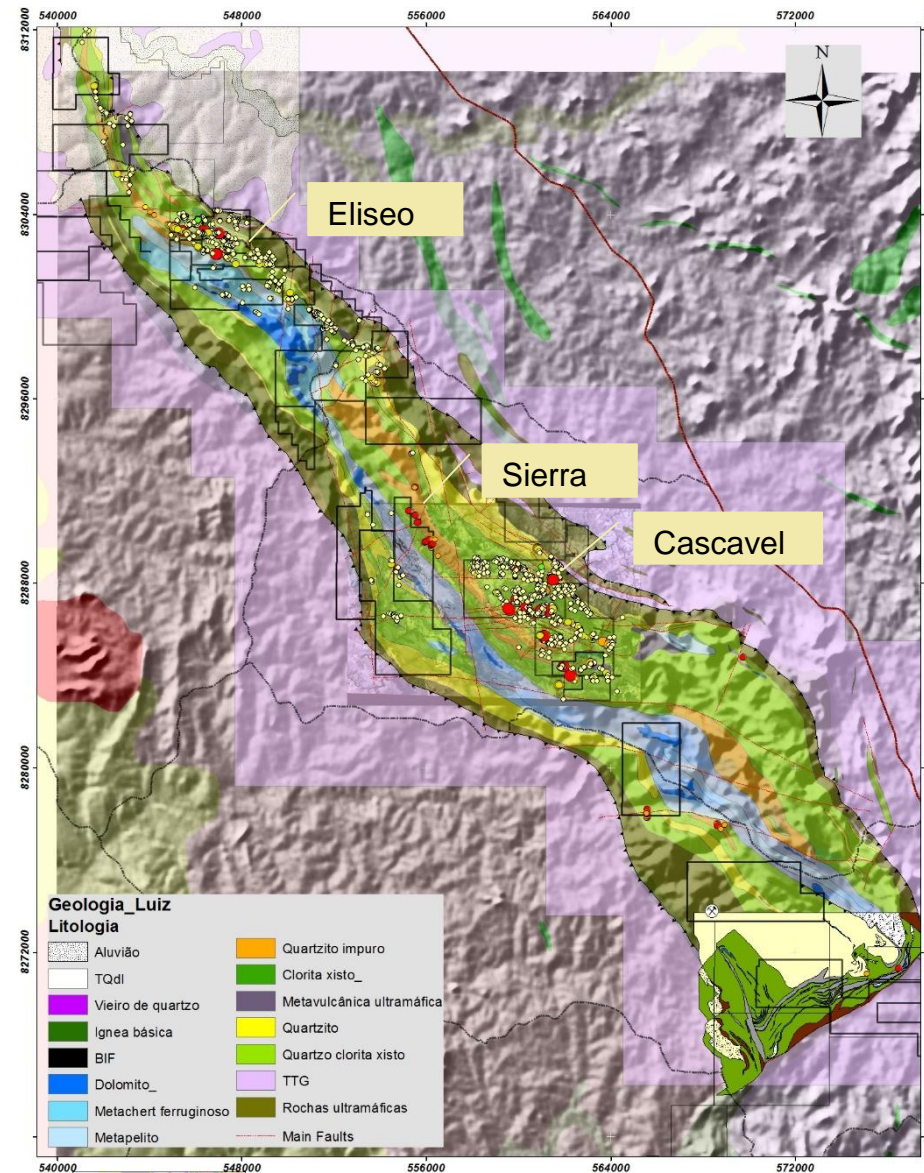 540000 548000 556000 564000 572000
8312000
N
8304000
Eliseo
8296000
Sierra
Cascavel
8288000
8280000
8272000
Geologia_Luiz
Litologia
Aluvião
TQdl
Vieiro de quartzo
Ignea básica
BIF
Dolomito_
Metachert ferruginoso
Metapelito
Quartzito impuro
Clorita xisto_
Metavulcânica ultramáfica
Quartzito
Quartzo clorita xisto
TTG
Rochas ultramáficas
Main Faults
540000 548000 556000 564000 572000